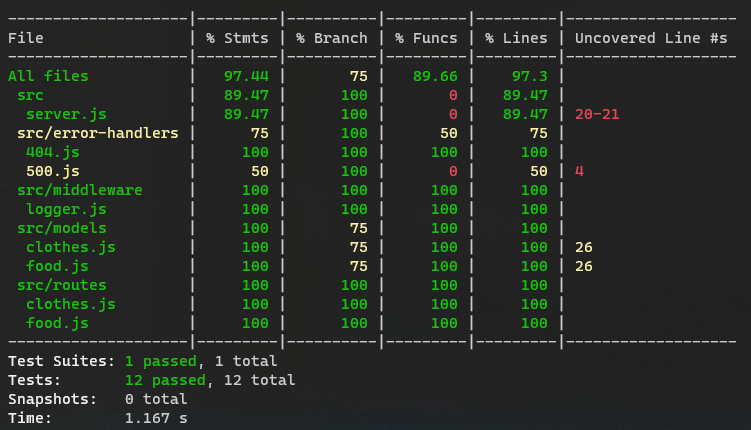 --------------------|---------|----------|---------|---------|-------------------
File                | % Stmts | % Branch | % Funcs | % Lines | Uncovered Line #s
--------------------|---------|----------|---------|---------|-------------------
All files           |   97.44 |       75 |   89.66 |    97.3 |
 src                |   89.47 |      100 |       0 |   89.47 |
  server.js         |   89.47 |      100 |       0 |   89.47 | 20-21
 src/error-handlers |      75 |      100 |      50 |      75 |
  404.js            |     100 |      100 |     100 |     100 |
  500.js            |      50 |      100 |       0 |      50 | 4
 src/middleware     |     100 |      100 |     100 |     100 |
  logger.js         |     100 |      100 |     100 |     100 |
 src/models         |     100 |       75 |     100 |     100 |
  clothes.js        |     100 |       75 |     100 |     100 | 26
  food.js           |     100 |       75 |     100 |     100 | 26
 src/routes         |     100 |      100 |     100 |     100 |
  clothes.js        |     100 |      100 |     100 |     100 |
  food.js           |     100 |      100 |     100 |     100 |
--------------------|---------|----------|---------|---------|-------------------
Test Suites: 1 passed, 1 total
Tests:       12 passed, 12 total
Snapshots:   0 total
Time:        1.167 s